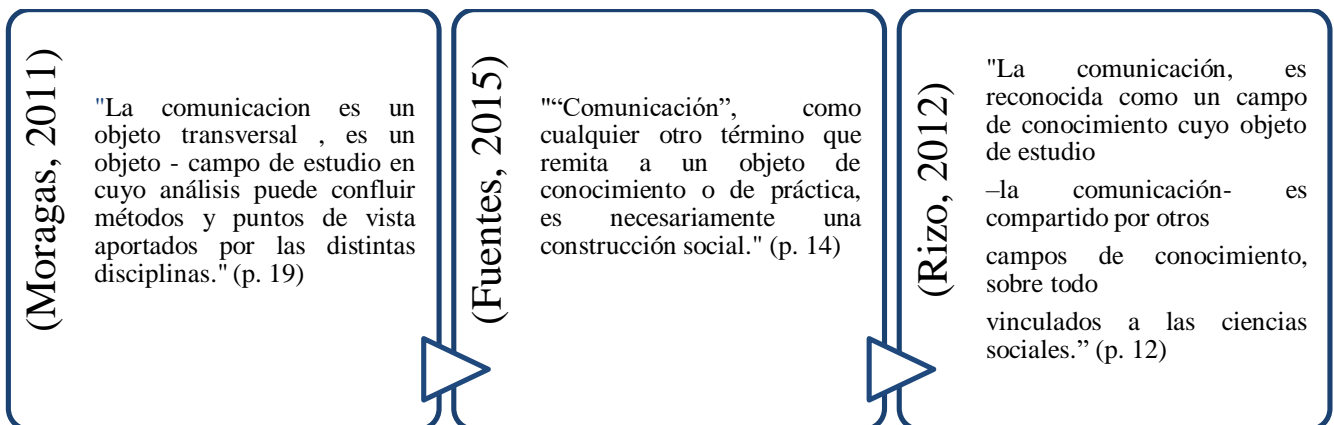 (Moragas, 2011)
"La comunicacion es un
objeto transversal , es un
objeto - campo de estudio en
cuyo análisis puede confluir
métodos y puntos de vista
aportados por las distintas
disciplinas." (p. 19)
(Fuentes, 2015)
"“Comunicación”, como
cualquier otro término que
remita a un objeto de
conocimiento o de práctica,
es necesariamente una
construcción social." (p. 14)
(Rizo, 2012)
"La comunicación, es
reconocida como un campo
de conocimiento cuyo objeto
de estudio
–la comunicación- es
compartido por otros
campos de conocimiento,
sobre todo
vinculados a las ciencias
sociales.” (p. 12)